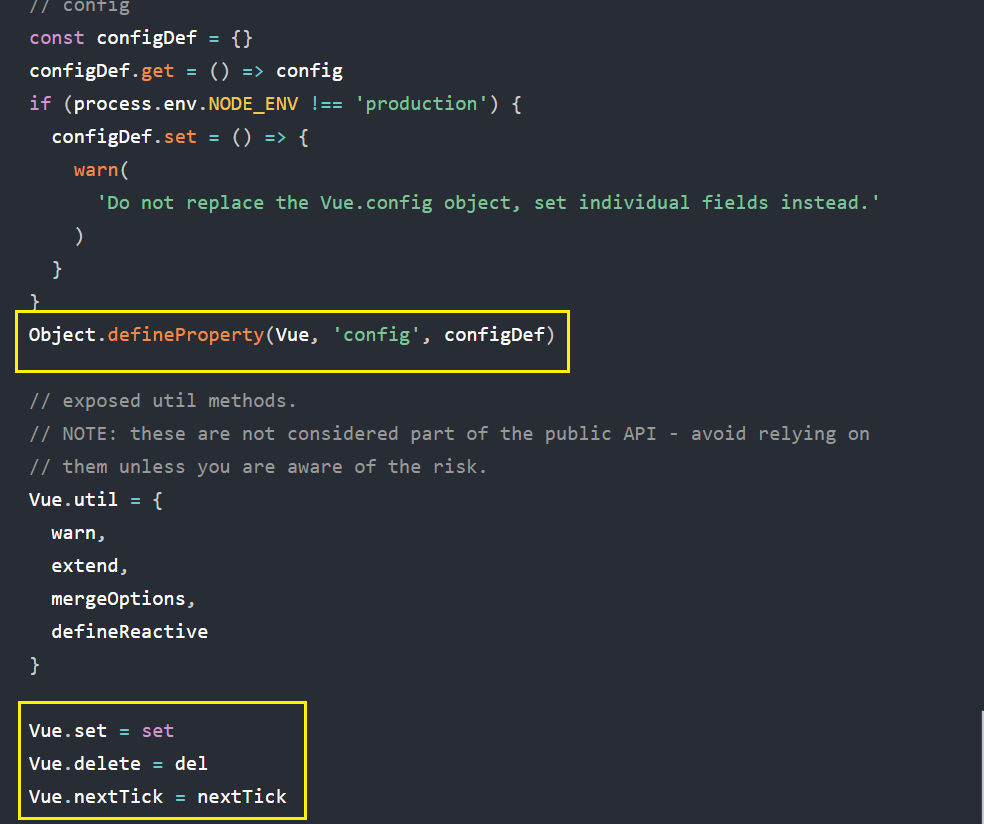 // config
const configDef = {}
configDef.get = () => config
if (process.env.NODE_ENV !== 'production') {
  configDef.set = () => {
    warn(
      'Do not replace the Vue.config object, set individual fields instead.'
    )
  }
}
Object.defineProperty(Vue, 'config', configDef)
// exposed util methods.
// NOTE: these are not considered part of the public API - avoid relying on
// them unless you are aware of the risk.
Vue.util = {
  warn,
  extend,
  mergeOptions,
  defineReactive
}
Vue.set = set
Vue.delete = del
Vue.nextTick = nextTick